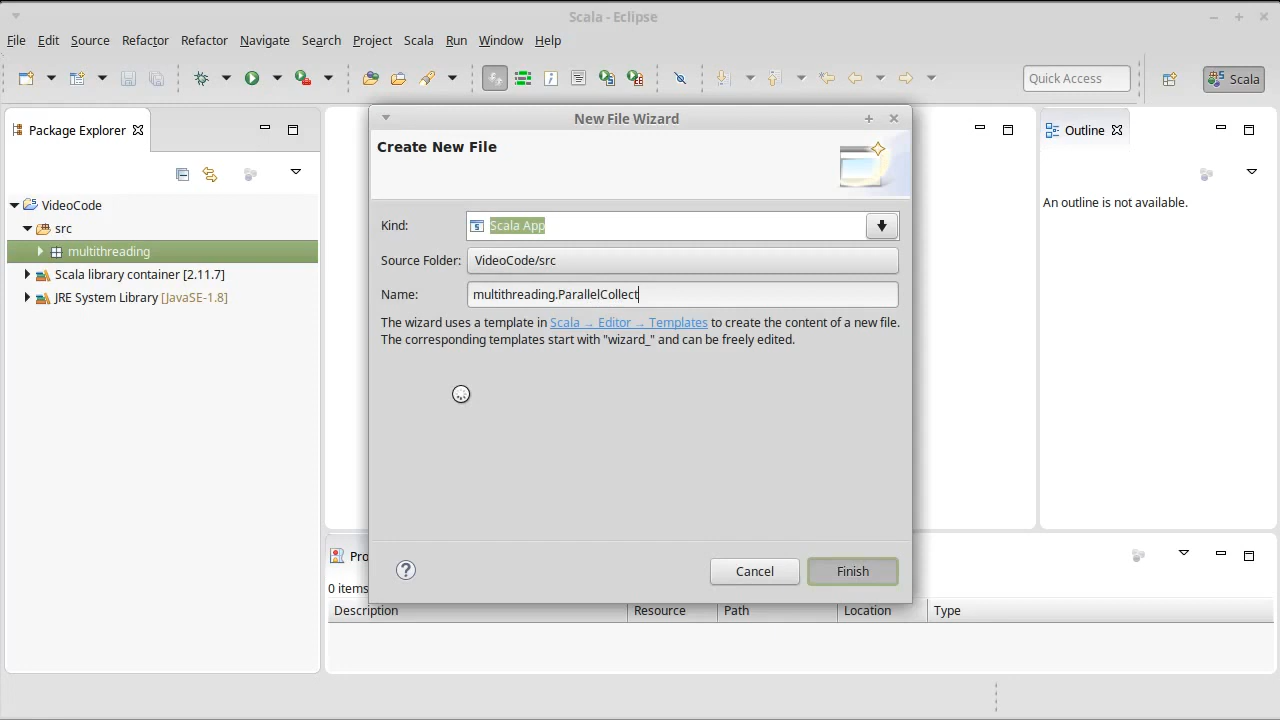 Scala - Eclipse
File Edit Source Refactor Refactor Navigate Search Project Scala Run Window Help
Quick Access
Scala
Package Explorer
VideoCode
src
multithreading
Scala library container [2.11.7]
JRE System Library [JavaSE-1.8]
New File Wizard
Create New File
Kind: Scala App
Source Folder: VideoCode/src
Name: multithreading.ParallelCollect
The wizard uses a template in Scala → Editor → Templates to create the content of a new file.
The corresponding templates start with "wizard_" and can be freely edited.
Cancel Finish
Outline
An outline is not available.
Pro
0 items
Description Resource Path Location Type